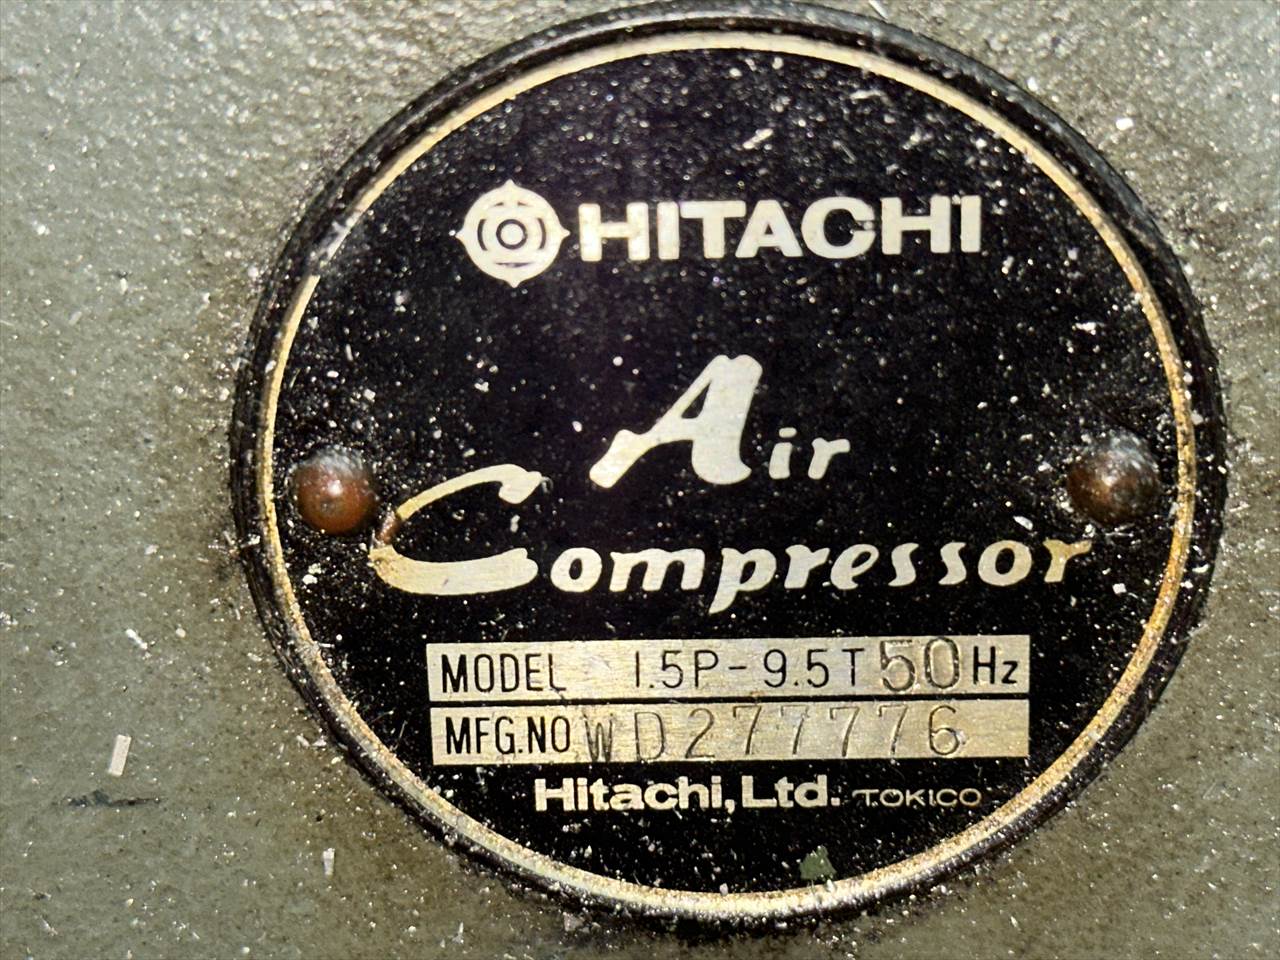 HITACHI
Air
Compressor
MODEL 1.5P-9.5T 50 Hz
MFG.NO WD277776
Hitachi, Ltd. TOKICO